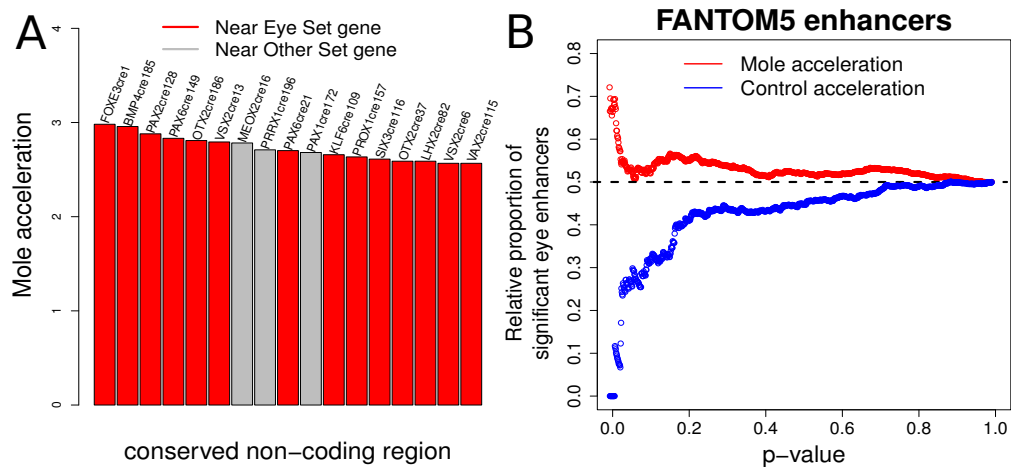 A
Near Eye Set gene
Near Other Set gene
Mole acceleration
0
1
2
3
4
FOXE3cre1
BMP4cre185
PAX2cre128
PAX6cre149
OTX2cre186
VSX2cre13
MEOX2cre16
PRRX1cre196
PAX6cre21
PAX1cre172
KLF6cre109
PROX1cre157
SIX3cre116
OTX2cre37
LHX2cre82
VSX2cre6
VAX2cre115
conserved non-coding region
B
FANTOM5 enhancers
Mole acceleration
Control acceleration
Relative proportion of
significant eye enhancers
0.0
0.1
0.2
0.3
0.4
0.5
0.6
0.7
0.8
0.0
0.2
0.4
0.6
0.8
1.0
p-value